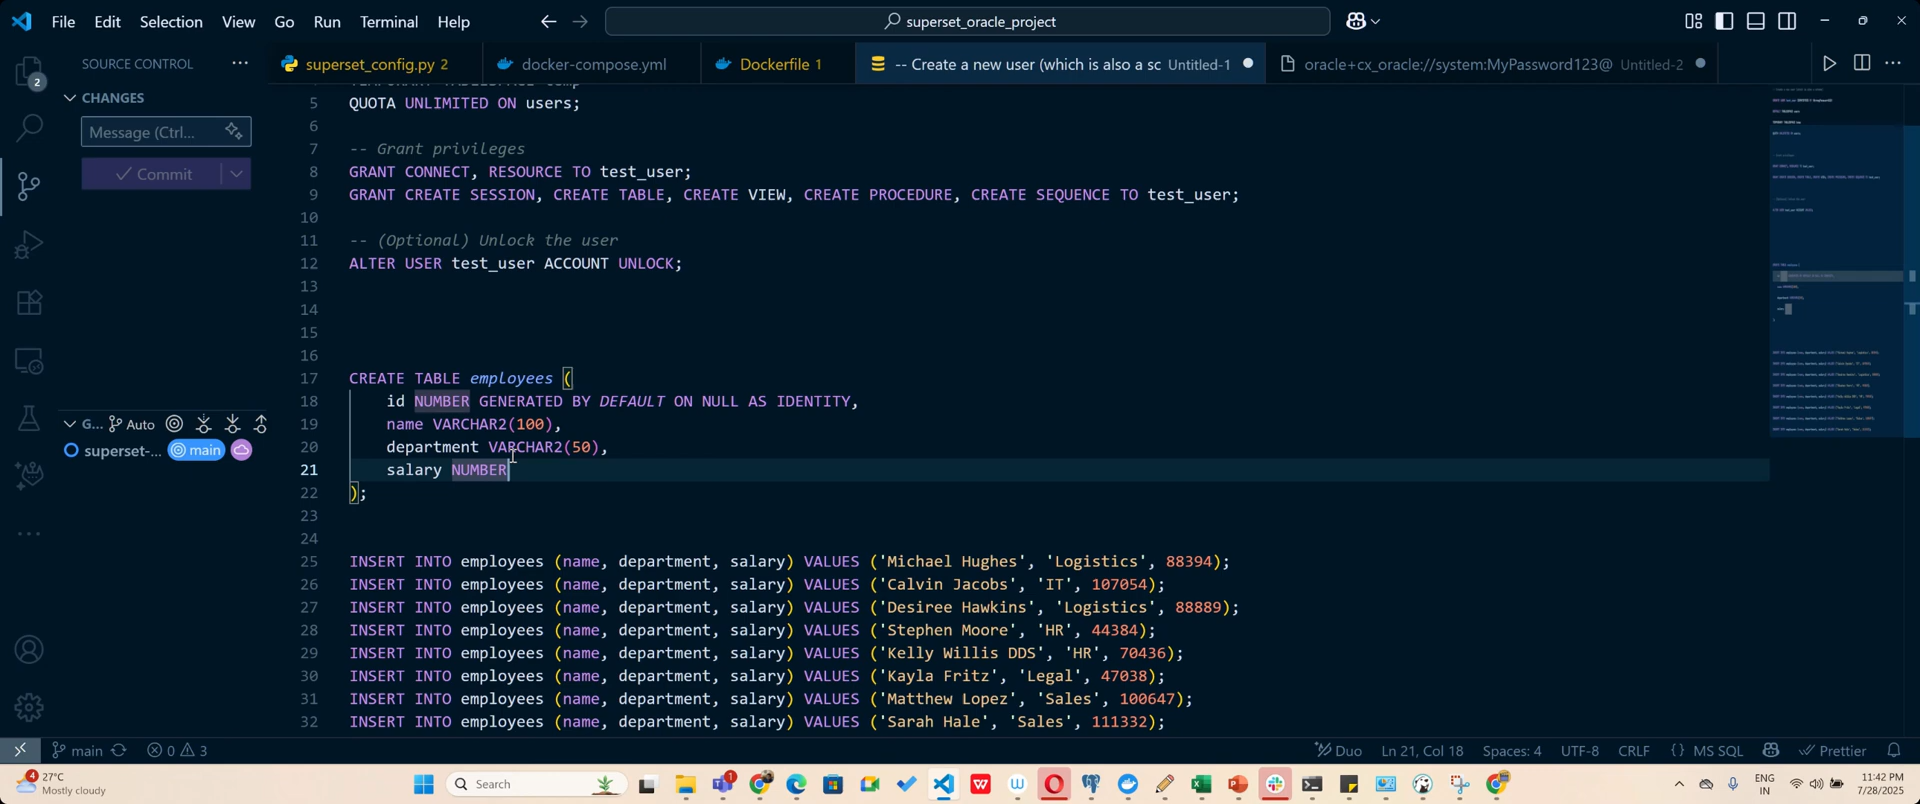 File Edit Selection View Go Run Terminal Help
superset_oracle_project
SOURCE CONTROL
superset_config.py 2
docker-compose.yml
Dockerfile 1
-- Create a new user (which is also a sc Untitled-1
oracle+cx_oracle://system:MyPassword123@ Untitled-2
2
CHANGES
Message (Ctrl...
Commit
G... Auto
superset-... main
5 QUOTA UNLIMITED ON users;
6
7 -- Grant privileges
8 GRANT CONNECT, RESOURCE TO test_user;
9 GRANT CREATE SESSION, CREATE TABLE, CREATE VIEW, CREATE PROCEDURE, CREATE SEQUENCE TO test_user;
10
11 -- (Optional) Unlock the user
12 ALTER USER test_user ACCOUNT UNLOCK;
13
14
15
16
17 CREATE TABLE employees (
18 id NUMBER GENERATED BY DEFAULT ON NULL AS IDENTITY,
19 name VARCHAR2(100),
20 department VARCHAR2(50),
21 salary NUMBER
22 );
23
24
25 INSERT INTO employees (name, department, salary) VALUES ('Michael Hughes', 'Logistics', 88394);
26 INSERT INTO employees (name, department, salary) VALUES ('Calvin Jacobs', 'IT', 107054);
27 INSERT INTO employees (name, department, salary) VALUES ('Desiree Hawkins', 'Logistics', 88889);
28 INSERT INTO employees (name, department, salary) VALUES ('Stephen Moore', 'HR', 44384);
29 INSERT INTO employees (name, department, salary) VALUES ('Kelly Willis DDS', 'HR', 70436);
30 INSERT INTO employees (name, department, salary) VALUES ('Kayla Fritz', 'Legal', 47038);
31 INSERT INTO employees (name, department, salary) VALUES ('Matthew Lopez', 'Sales', 100647);
32 INSERT INTO employees (name, department, salary) VALUES ('Sarah Hale', 'Sales', 111332);
main 0 3 Duo Ln 21, Col 18 Spaces: 4 UTF-8 CRLF {} MS SQL Prettier
4 27°C
Mostly cloudy
Search
1
ENG
IN
11:42 PM
7/28/2025